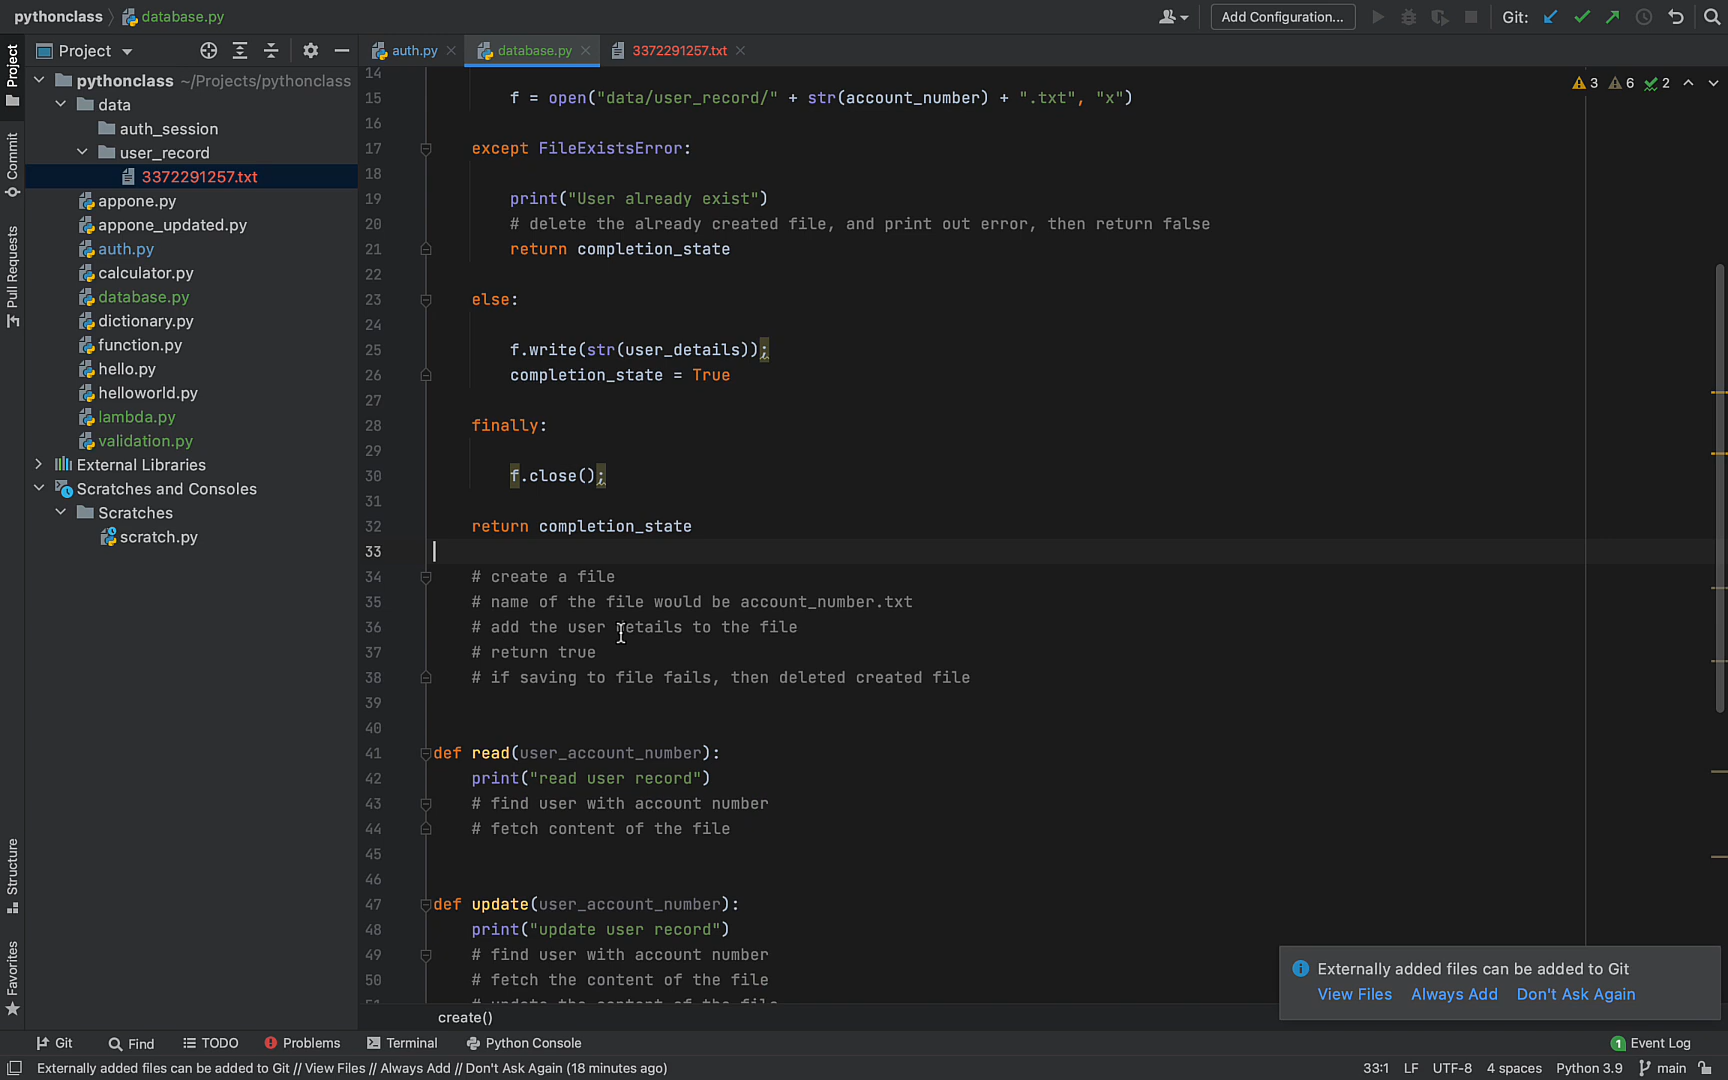 pythonclass database.py
Add Configuration... Git:
Project
auth.py database.py 3372291257.txt
Project
Commit
Pull Requests
Structure
Favorites
pythonclass ~/Projects/pythonclass
data
auth_session
user_record
3372291257.txt
appone.py
appone_updated.py
auth.py
calculator.py
database.py
dictionary.py
function.py
hello.py
helloworld.py
lambda.py
validation.py
External Libraries
Scratches and Consoles
Scratches
scratch.py
3 6 2
14
15 f = open("data/user_record/" + str(account_number) + ".txt", "x")
16
17 except FileExistsError:
18
19 print("User already exist")
20 # delete the already created file, and print out error, then return false
21 return completion_state
22
23 else:
24
25 f.write(str(user_details));
26 completion_state = True
27
28 finally:
29
30 f.close();
31
32 return completion_state
33
34 # create a file
35 # name of the file would be account_number.txt
36 # add the user details to the file
37 # return true
38 # if saving to file fails, then deleted created file
39
40
41 def read(user_account_number):
42 print("read user record")
43 # find user with account number
44 # fetch content of the file
45
46
47 def update(user_account_number):
48 print("update user record")
49 # find user with account number
50 # fetch the content of the file
51 # update the content of the file
create()
Externally added files can be added to Git
View Files Always Add Don't Ask Again
Git Find TODO Problems Terminal Python Console 1 Event Log
Externally added files can be added to Git // View Files // Always Add // Don't Ask Again (18 minutes ago) 33:1 LF UTF-8 4 spaces Python 3.9 main